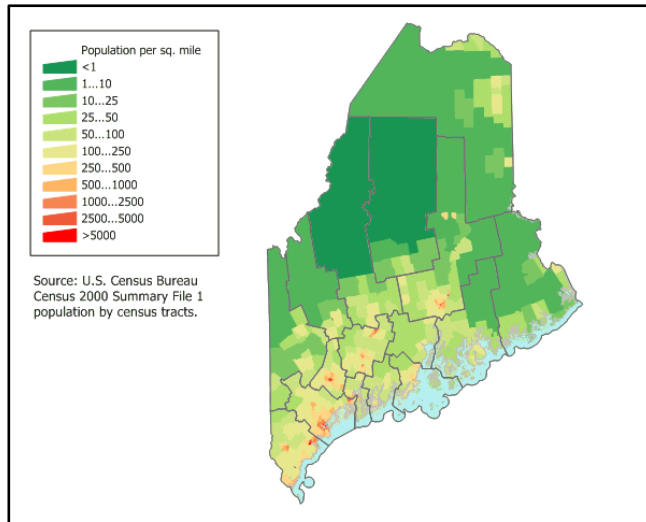 Population per sq. mile
<1
1...10
10...25
25...50
50...100
100...250
250...500
500...1000
1000...2500
2500...5000
>5000
Source: U.S. Census Bureau
Census 2000 Summary File 1
population by census tracts.